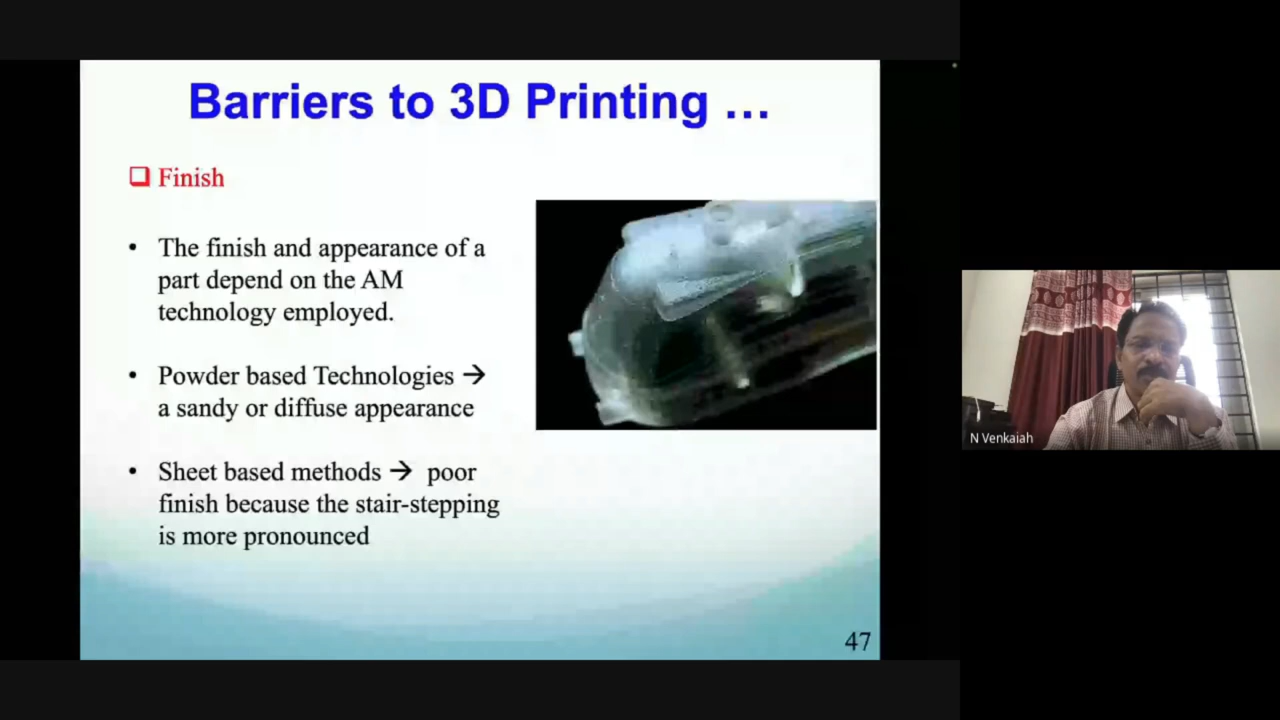 Barriers to 3D Printing …
❑ Finish
• The finish and appearance of a
part depend on the AM
technology employed.
• Powder based Technologies →
a sandy or diffuse appearance
• Sheet based methods → poor
finish because the stair-stepping
is more pronounced
47
N Venkaiah